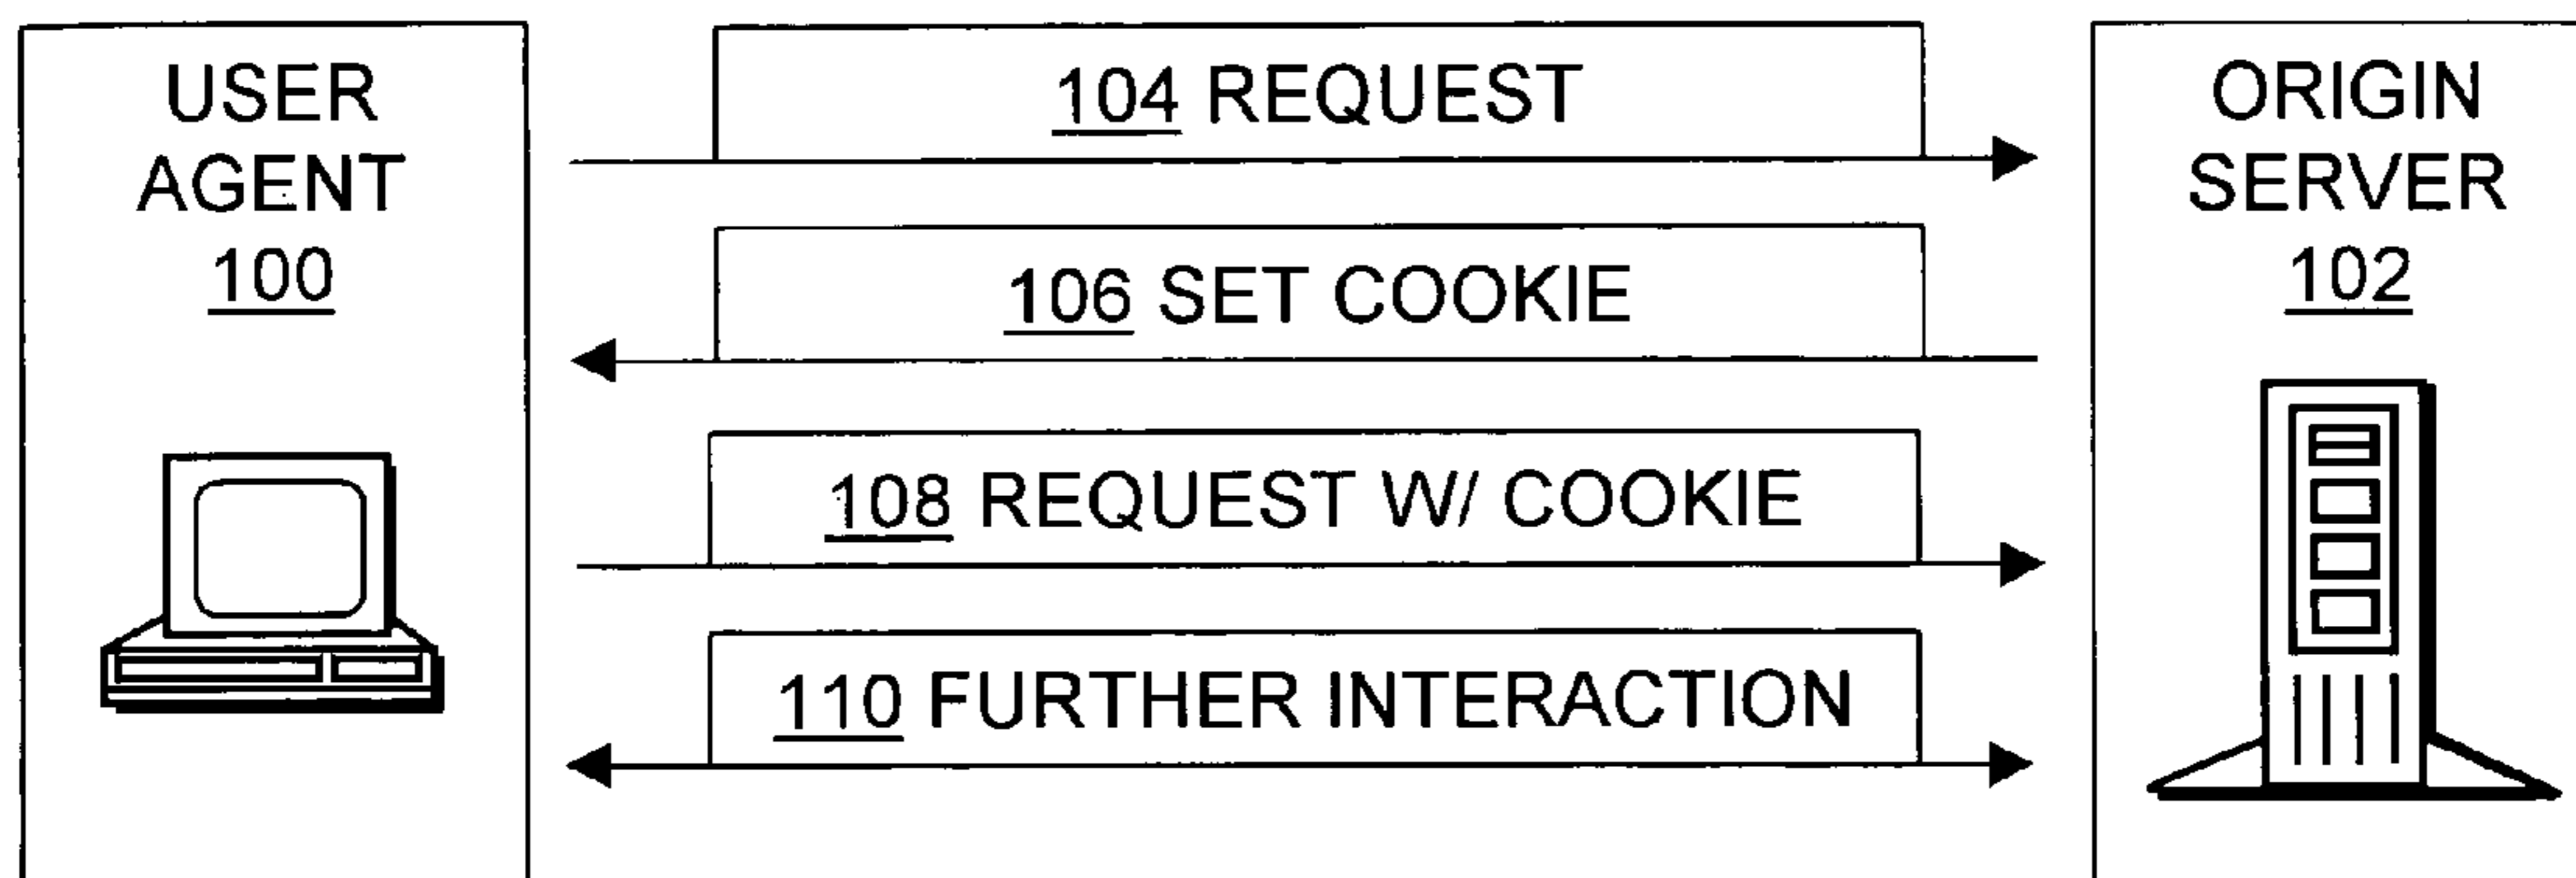 USER
AGENT
100
104 REQUEST
106 SET COOKIE
108 REQUEST W/ COOKIE
110 FURTHER INTERACTION
ORIGIN
SERVER
102